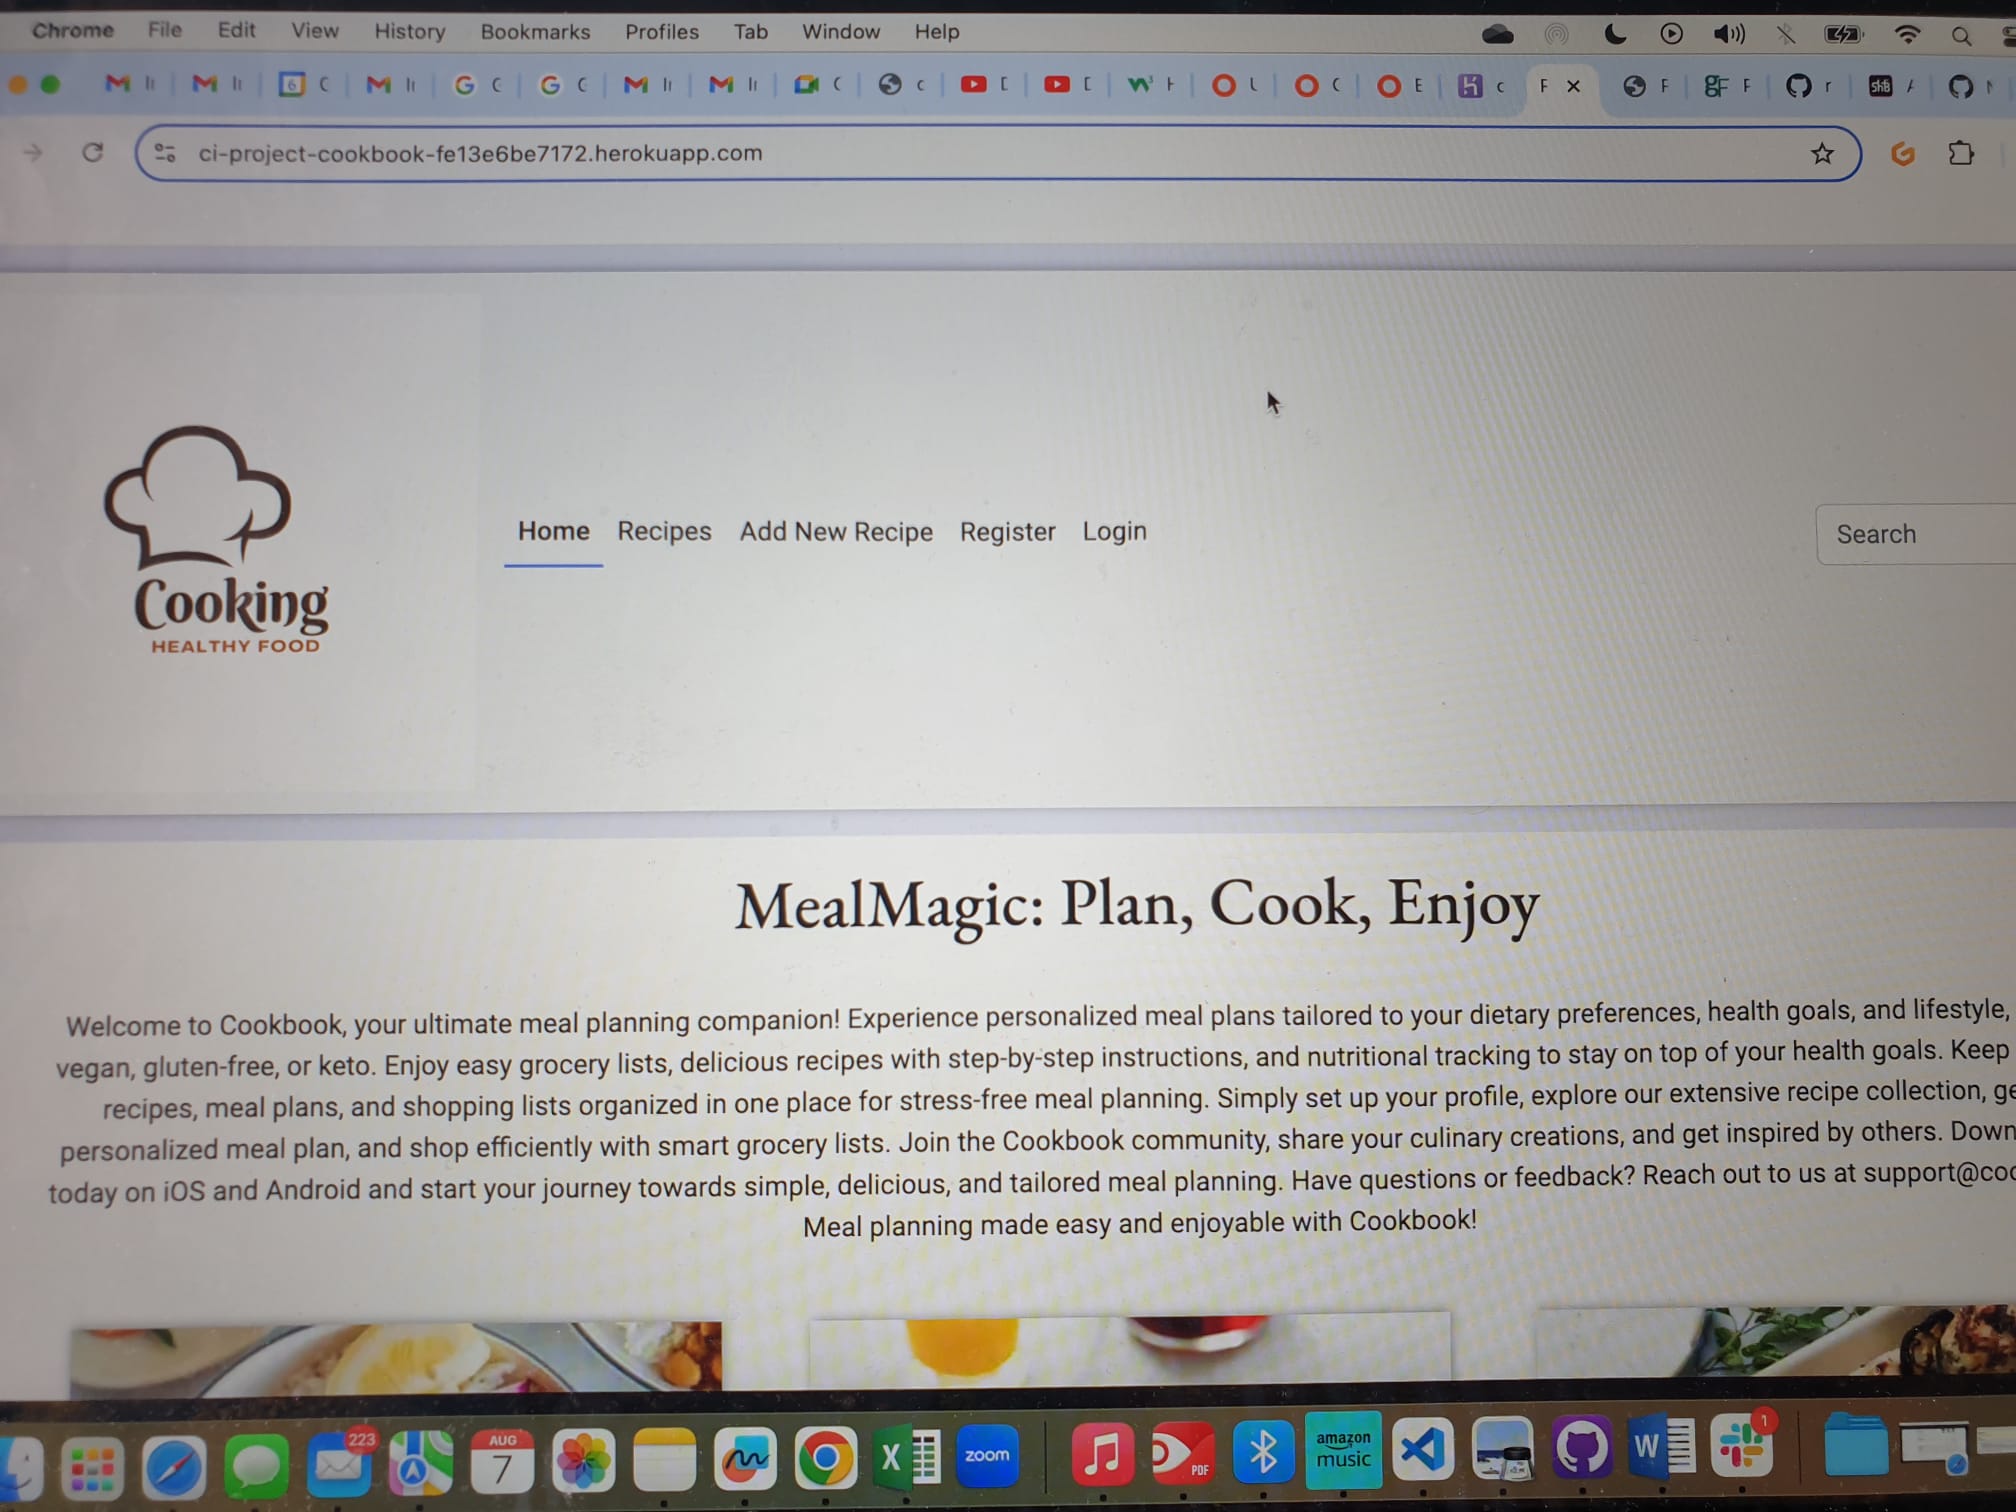 Chrome File Edit View History Bookmarks Profiles Tab Window Help
ci-project-cookbook-fe13e6be7172.herokuapp.com
Cooking
HEALTHY FOOD
Home Recipes Add New Recipe Register Login
Search
MealMagic: Plan, Cook, Enjoy
Welcome to Cookbook, your ultimate meal planning companion! Experience personalized meal plans tailored to your dietary preferences, health goals, and lifestyle,
vegan, gluten-free, or keto. Enjoy easy grocery lists, delicious recipes with step-by-step instructions, and nutritional tracking to stay on top of your health goals. Keep
recipes, meal plans, and shopping lists organized in one place for stress-free meal planning. Simply set up your profile, explore our extensive recipe collection, ge
personalized meal plan, and shop efficiently with smart grocery lists. Join the Cookbook community, share your culinary creations, and get inspired by others. Down
today on iOS and Android and start your journey towards simple, delicious, and tailored meal planning. Have questions or feedback? Reach out to us at support@coo
Meal planning made easy and enjoyable with Cookbook!
223
AUG
7
zoom
PDF
amazon
music
W
1